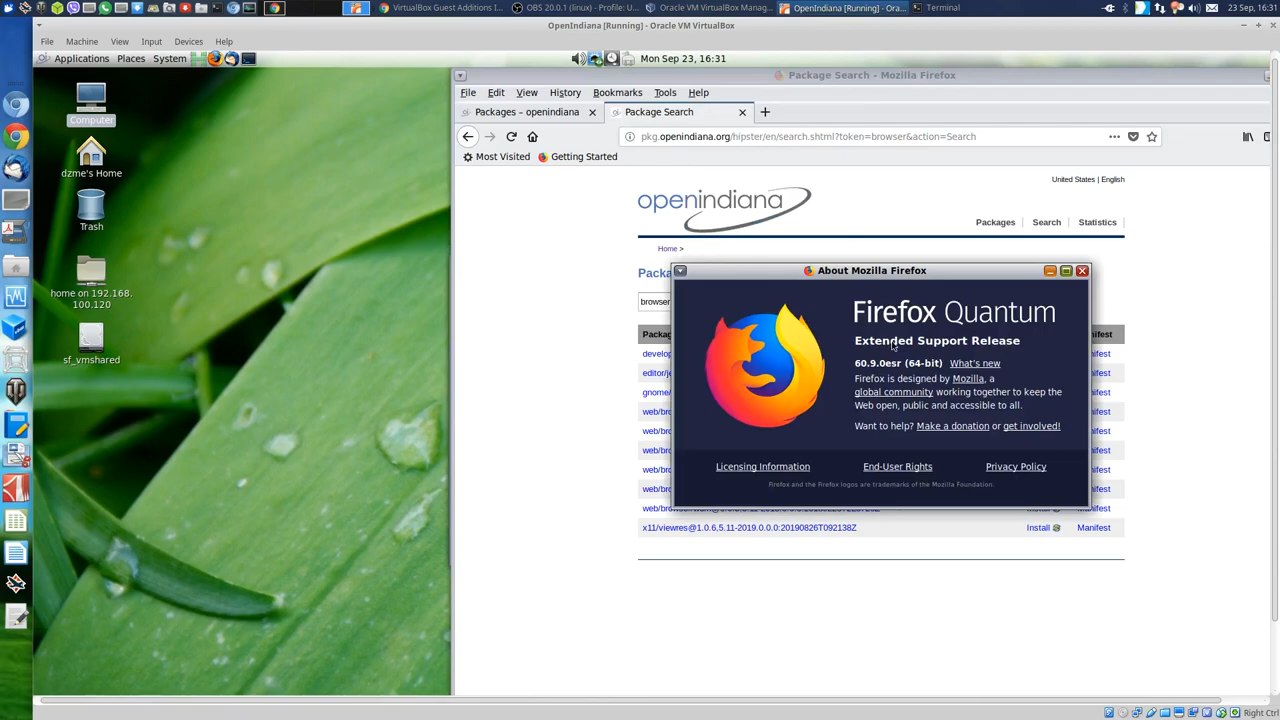 VirtualBox Guest Additions I...
OBS 20.0.1 (linux) - Profile: U...
Oracle VM VirtualBox Manag...
OpenIndiana [Running] - Orac...
Terminal
23 Sep, 16:31
OpenIndiana [Running] - Oracle VM VirtualBox
File Machine View Input Devices Help
Applications Places System
Mon Sep 23, 16:31
Computer
dzme's Home
Trash
home on 192.168.
100.120
sf_vmshared
Package Search - Mozilla Firefox
File Edit View History Bookmarks Tools Help
Packages – openindiana
Package Search
pkg.openindiana.org/hipster/en/search.shtml?token=browser&action=Search
Most Visited Getting Started
United States | English
openindiana
Packages Search Statistics
Home >
browser
About Mozilla Firefox
Firefox Quantum
Extended Support Release
60.9.0esr (64-bit) What's new
Firefox is designed by Mozilla, a
global community working together to keep the
Web open, public and accessible to all.
Want to help? Make a donation or get involved!
Licensing Information End-User Rights Privacy Policy
Firefox and the Firefox logos are trademarks of the Mozilla Foundation.
x11/viewres@1.0.6,5.11-2019.0.0.0:20190826T092138Z Install Manifest
Right Ctrl